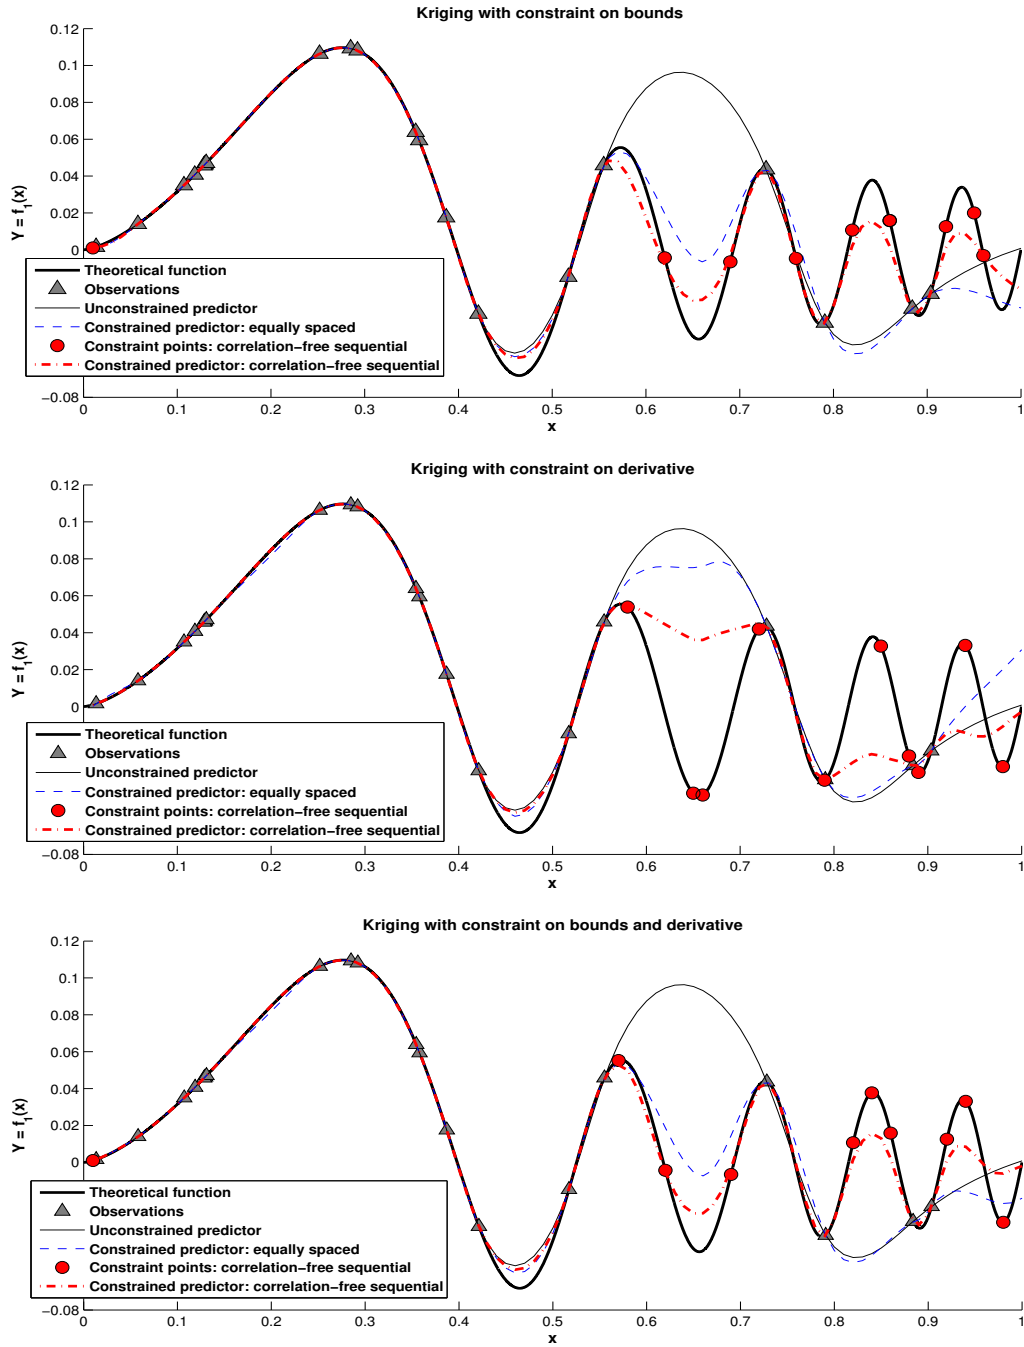 Kriging with constraint on bounds
0.12
0.1
0.08
0.06
0.04
0.02
0
−0.08
Y = f1(x)
Theoretical function
Observations
Unconstrained predictor
Constrained predictor: equally spaced
Constraint points: correlation−free sequential
Constrained predictor: correlation−free sequential
0 0.1 0.2 0.3 0.4 0.5 0.6 0.7 0.8 0.9 1
x
Kriging with constraint on derivative
0.12
0.1
0.08
0.06
0.04
0.02
0
−0.08
Y = f1(x)
Theoretical function
Observations
Unconstrained predictor
Constrained predictor: equally spaced
Constraint points: correlation−free sequential
Constrained predictor: correlation−free sequential
0 0.1 0.2 0.3 0.4 0.5 0.6 0.7 0.8 0.9 1
x
Kriging with constraint on bounds and derivative
0.12
0.1
0.08
0.06
0.04
0.02
0
−0.08
Y = f1(x)
Theoretical function
Observations
Unconstrained predictor
Constrained predictor: equally spaced
Constraint points: correlation−free sequential
Constrained predictor: correlation−free sequential
0 0.1 0.2 0.3 0.4 0.5 0.6 0.7 0.8 0.9 1
x